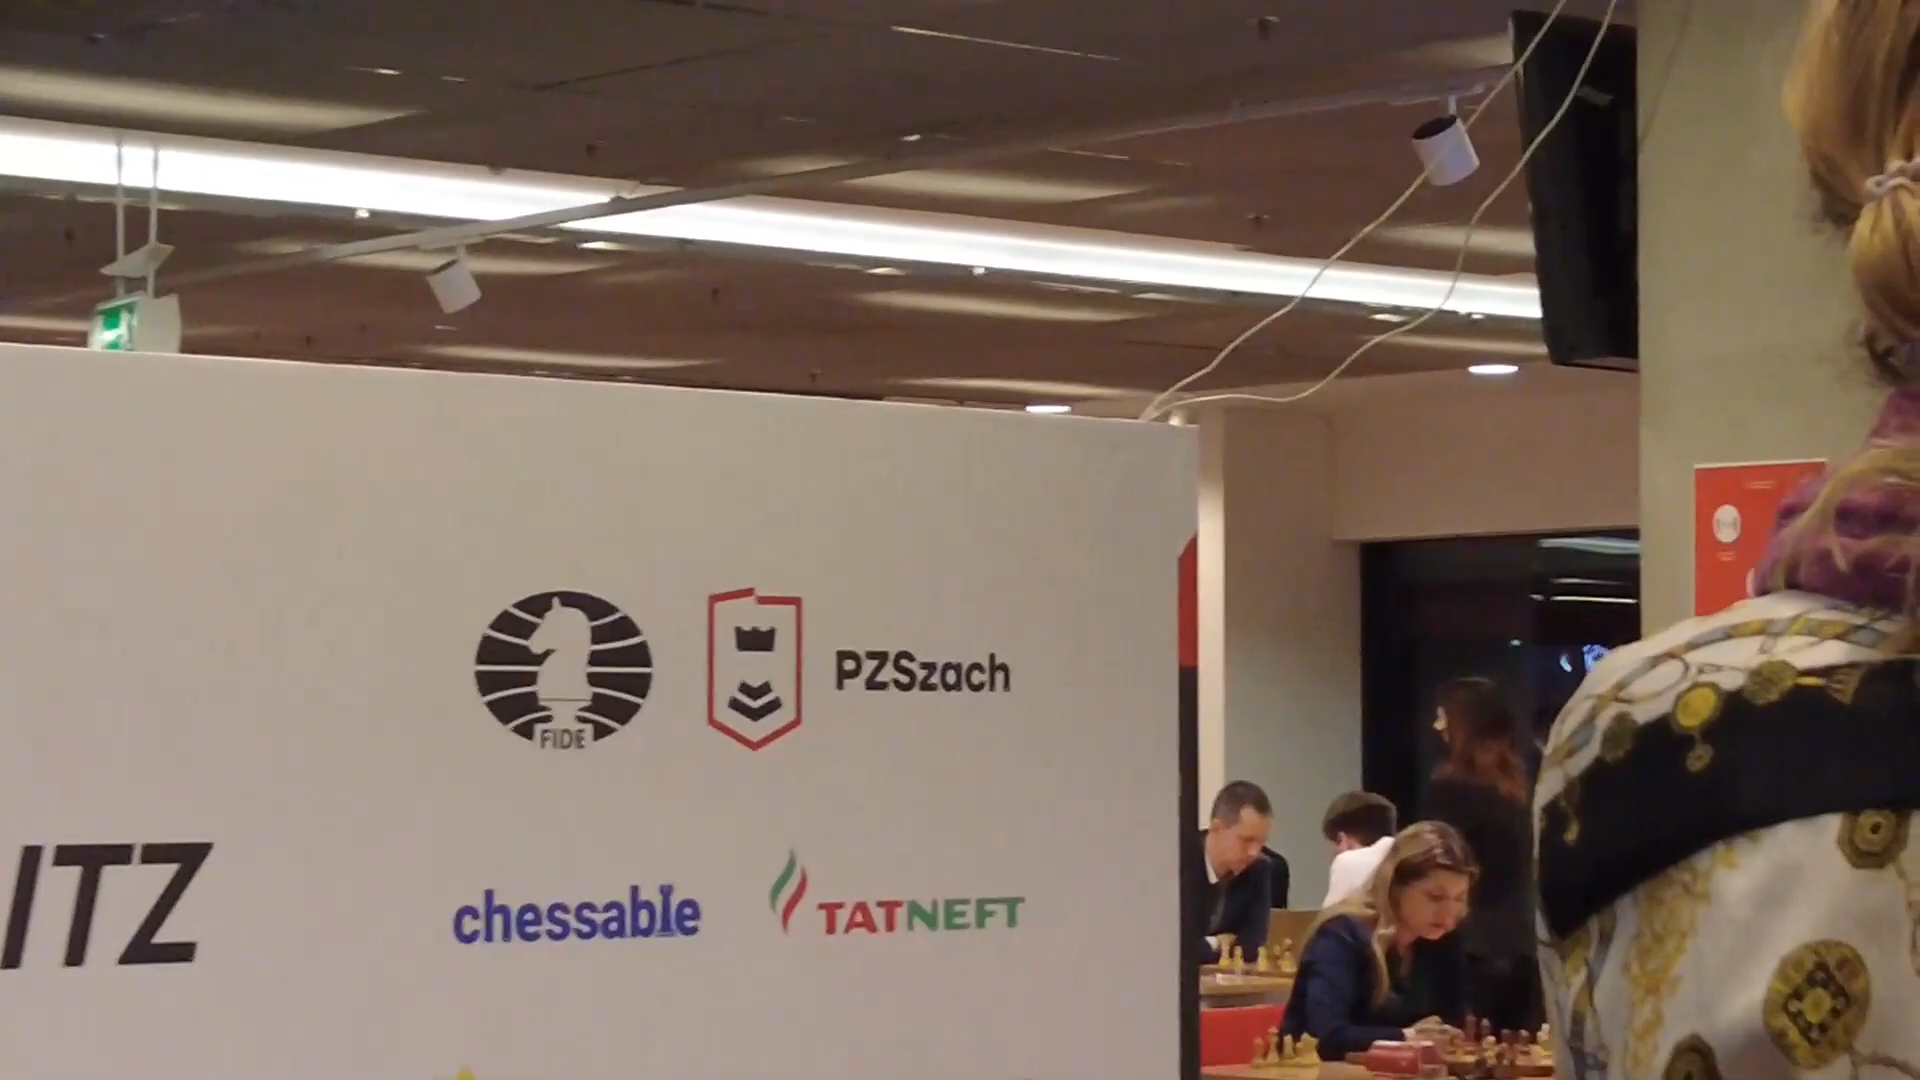 FIDE
PZSzach
ITZ
chessable
TATNEFT